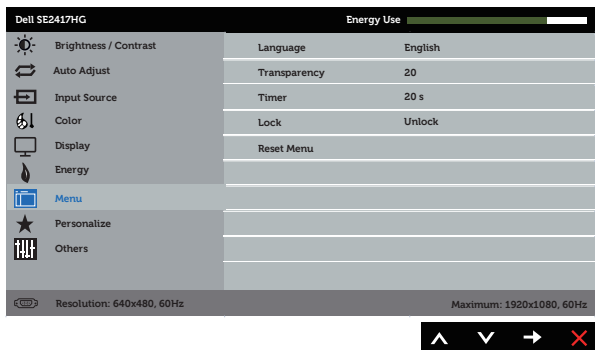 Dell SE2417HG Energy Use
Brightness / Contrast
Auto Adjust
Input Source
Color
Display
Energy
Menu
Personalize
Others
Language English
Transparency 20
Timer 20 s
Lock Unlock
Reset Menu
Resolution: 640x480, 60Hz Maximum: 1920x1080, 60Hz